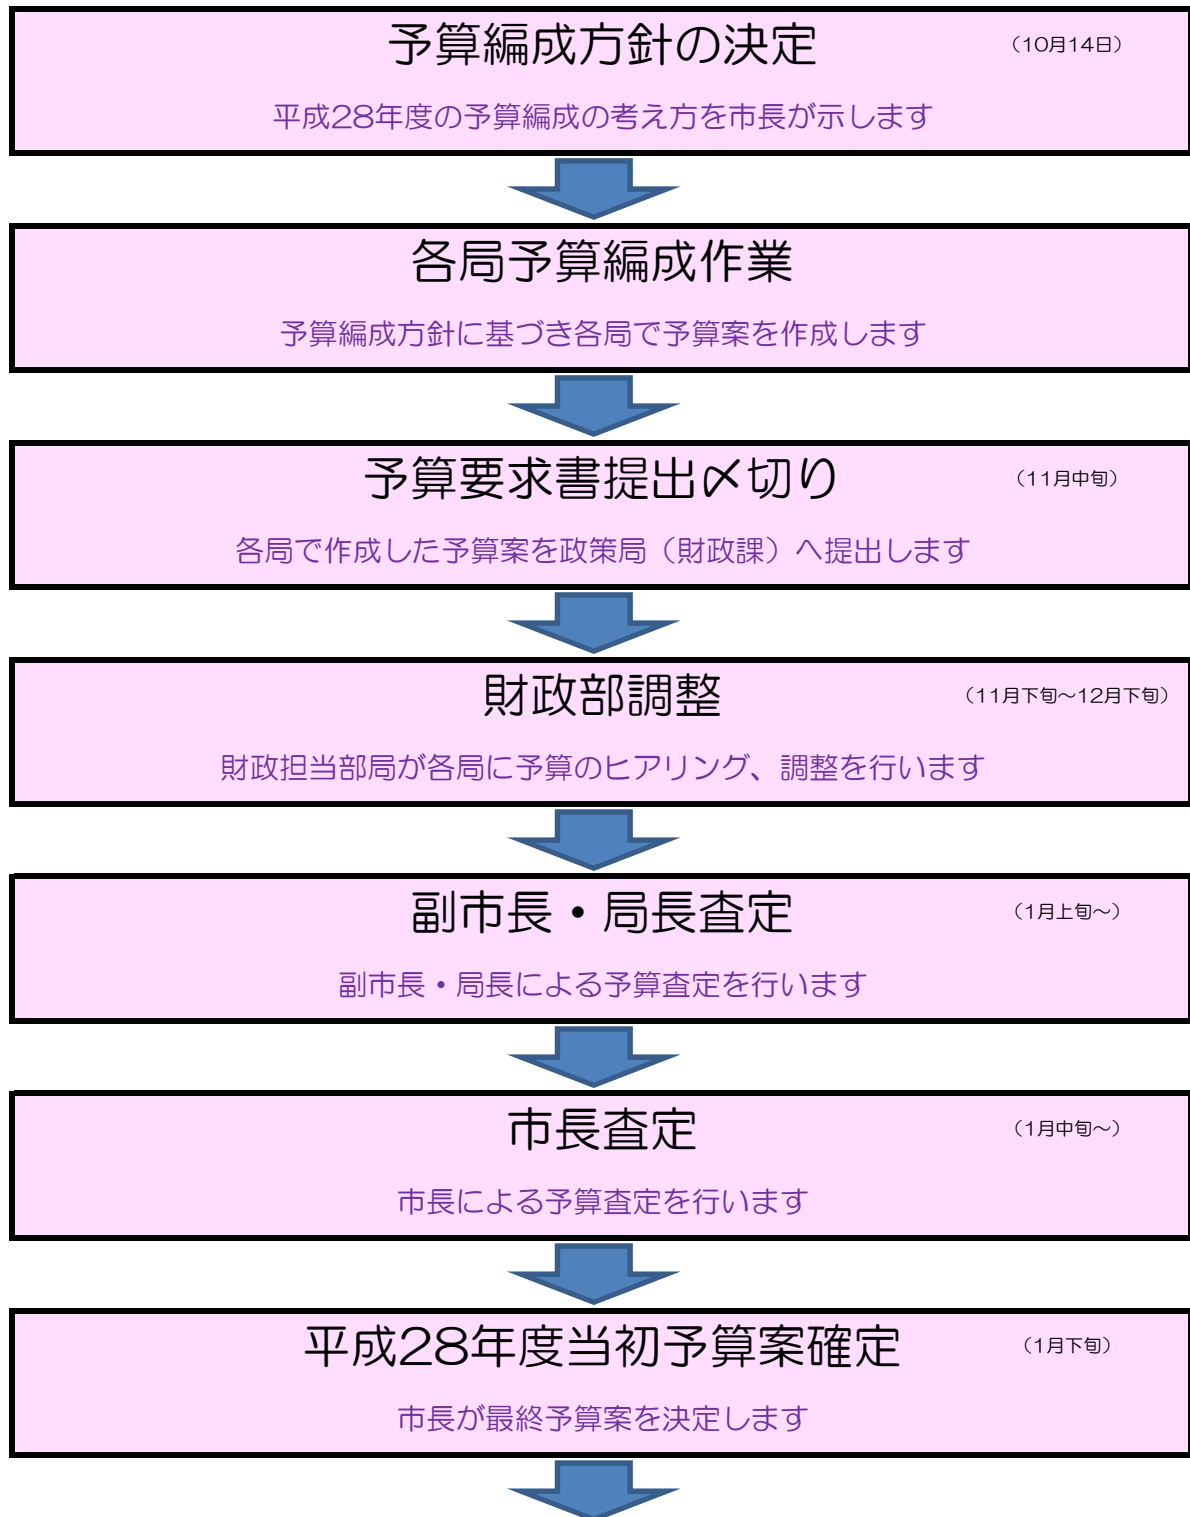 予算編成方針の決定 （10月14日）
平成28年度の予算編成の考え方を市長が示します
各局予算編成作業
予算編成方針に基づき各局で予算案を作成します
予算要求書提出〆切り （11月中旬）
各局で作成した予算案を政策局（財政課）へ提出します
財政部調整 （11月下旬～12月下旬）
財政担当部局が各局に予算のヒアリング、調整を行います
副市長・局長査定 （1月上旬～）
副市長・局長による予算査定を行います
市長査定 （1月中旬～）
市長による予算査定を行います
平成28年度当初予算案確定 （1月下旬）
市長が最終予算案を決定します